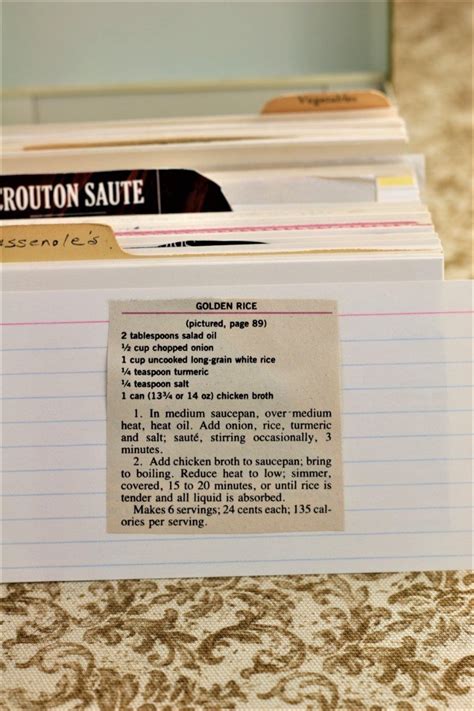 Vegetables
CROUTON SAUTE
assenole's
GOLDEN RICE
(pictured, page 89)
2 tablespoons salad oil
½ cup chopped onion
1 cup uncooked long-grain white rice
¼ teaspoon turmeric
¼ teaspoon salt
1 can (13¾ or 14 oz) chicken broth
1. In medium saucepan, over medium
heat, heat oil. Add onion, rice, turmeric
and salt; sauté, stirring occasionally, 3
minutes.
2. Add chicken broth to saucepan; bring
to boiling. Reduce heat to low; simmer,
covered, 15 to 20 minutes, or until rice is
tender and all liquid is absorbed.
Makes 6 servings; 24 cents each; 135 cal-
ories per serving.